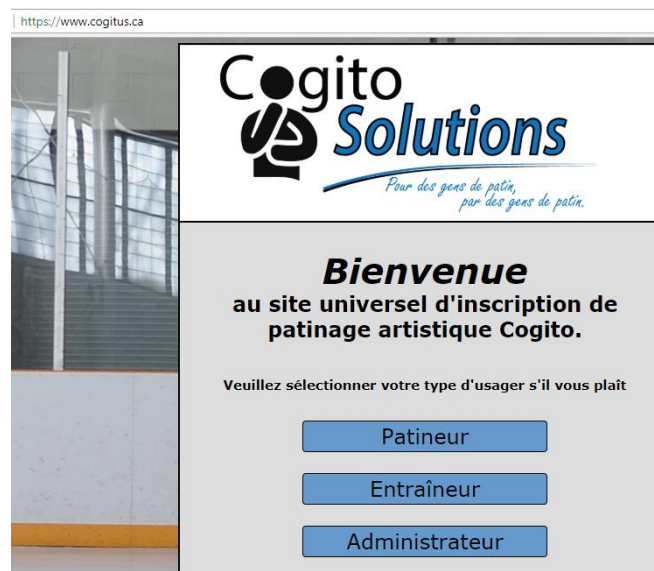 https://www.cogitus.ca
Cogito
Solutions
Pour des gens de patin,
par des gens de patin.
Bienvenue
au site universel d'inscription de
patinage artistique Cogito.
Veuillez sélectionner votre type d'usager s'il vous plaît
Patineur
Entraîneur
Administrateur